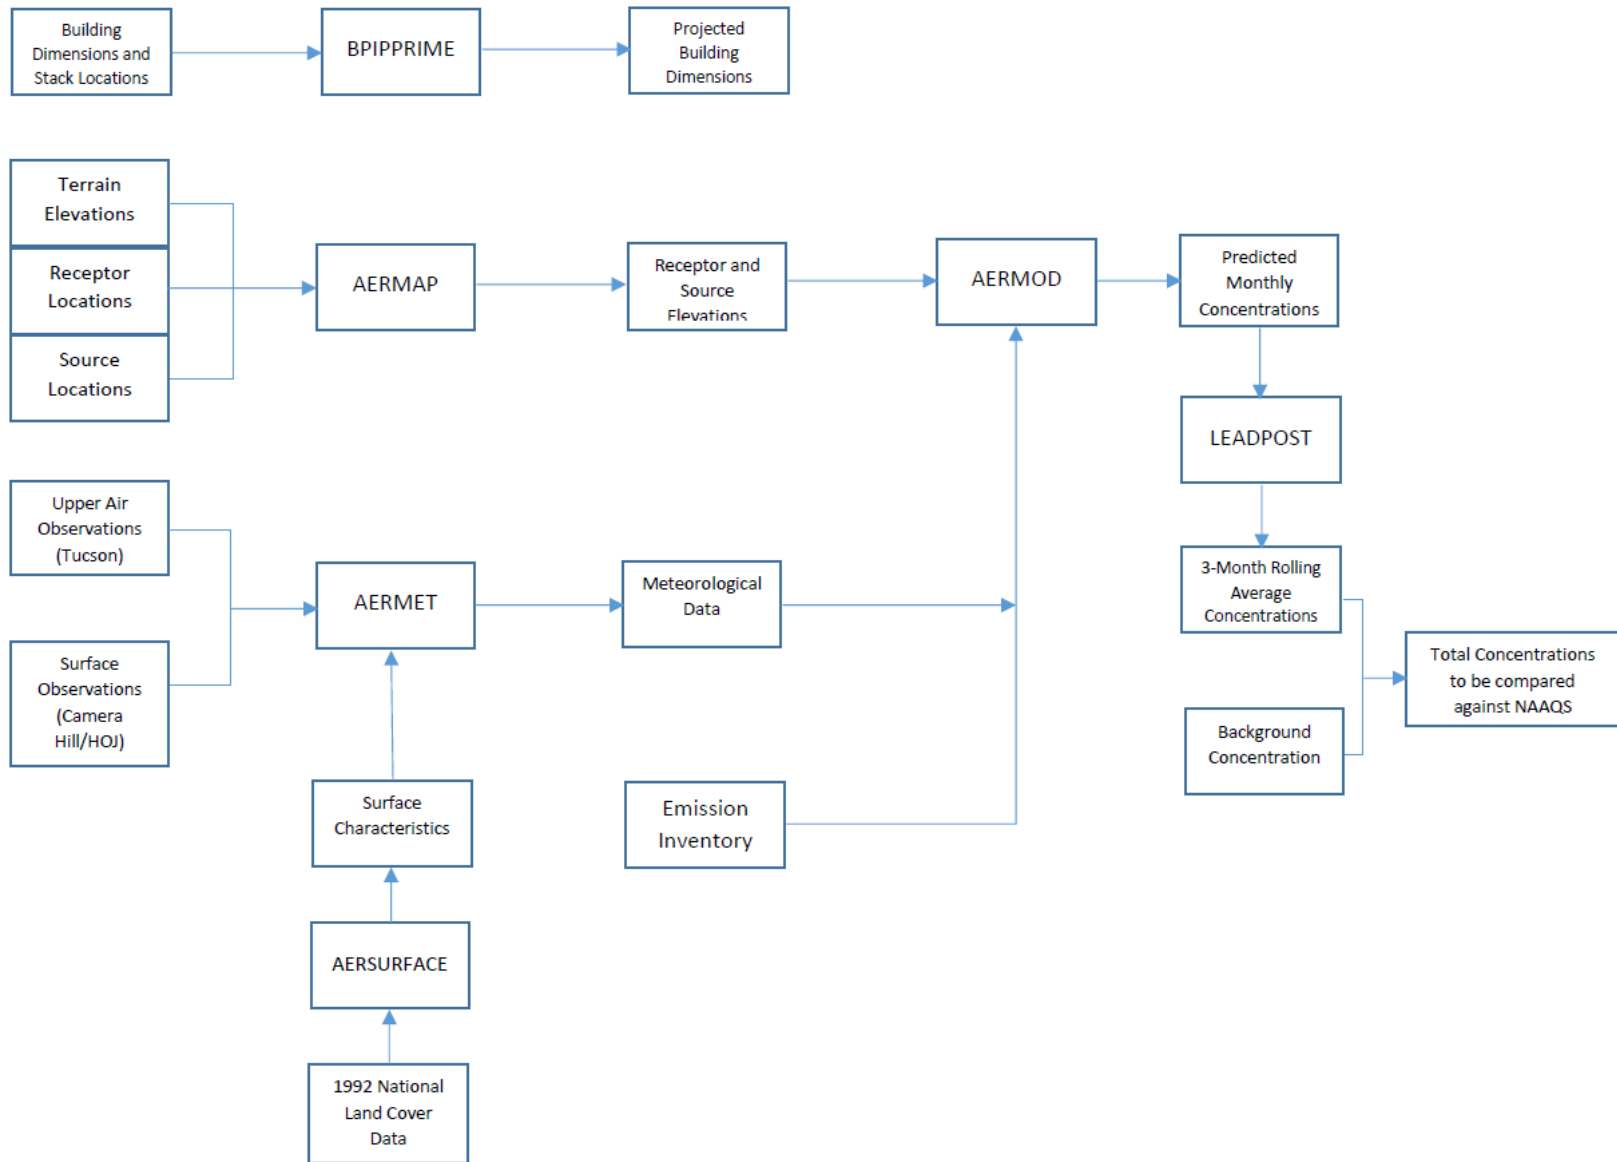 Building
Dimensions and
Stack Locations
BPIPPRIME
Projected
Building
Dimensions
Terrain
Elevations
Receptor
Locations
Source
Locations
AERMAP
Receptor and
Source
Elevations
AERMOD
Predicted
Monthly
Concentrations
LEADPOST
Upper Air
Observations
(Tucson)
Surface
Observations
(Camera
Hill/HOJ)
AERMET
Meteorological
Data
3-Month Rolling
Average
Concentrations
Total Concentrations
to be compared
against NAAQS
Background
Concentration
Surface
Characteristics
Emission
Inventory
AERSURFACE
1992 National
Land Cover
Data